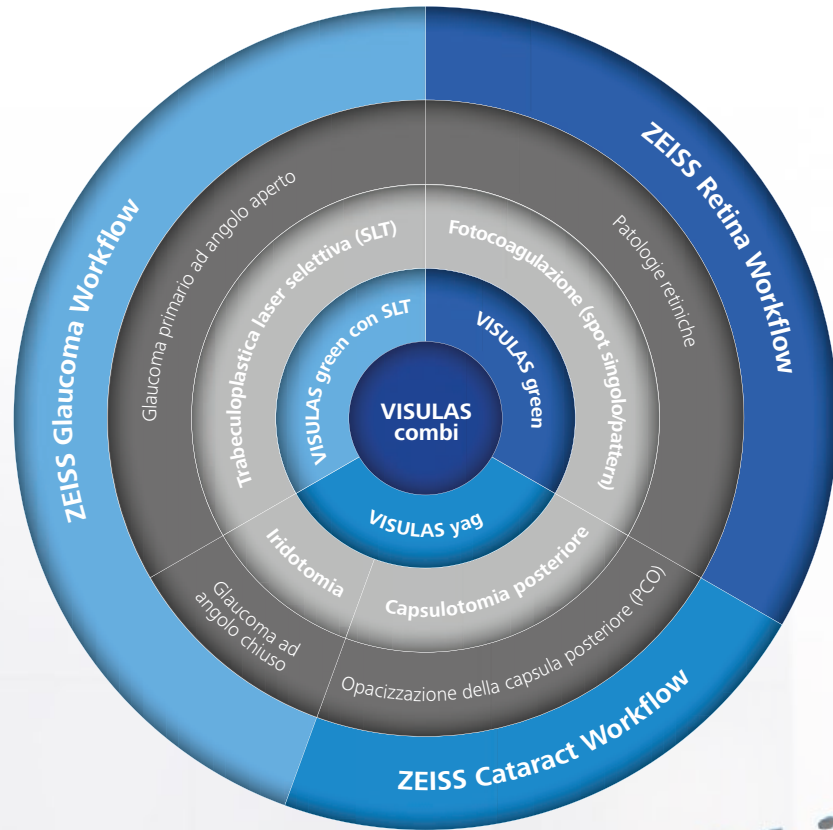 ZEISS Glaucoma Workflow
ZEISS Retina Workflow
ZEISS Cataract Workflow
Glaucoma primario ad angolo aperto
Patologie retiniche
Glaucoma ad
angolo chiuso
Opacizzazione della capsula posteriore (PCO)
Trabeculoplastica laser selettiva (SLT)
Fotocoagulazione (spot singolo/pattern)
Iridotomia
Capsulotomia posteriore
VISULAS green con SLT
VISULAS green
VISULAS yag
VISULAS
combi